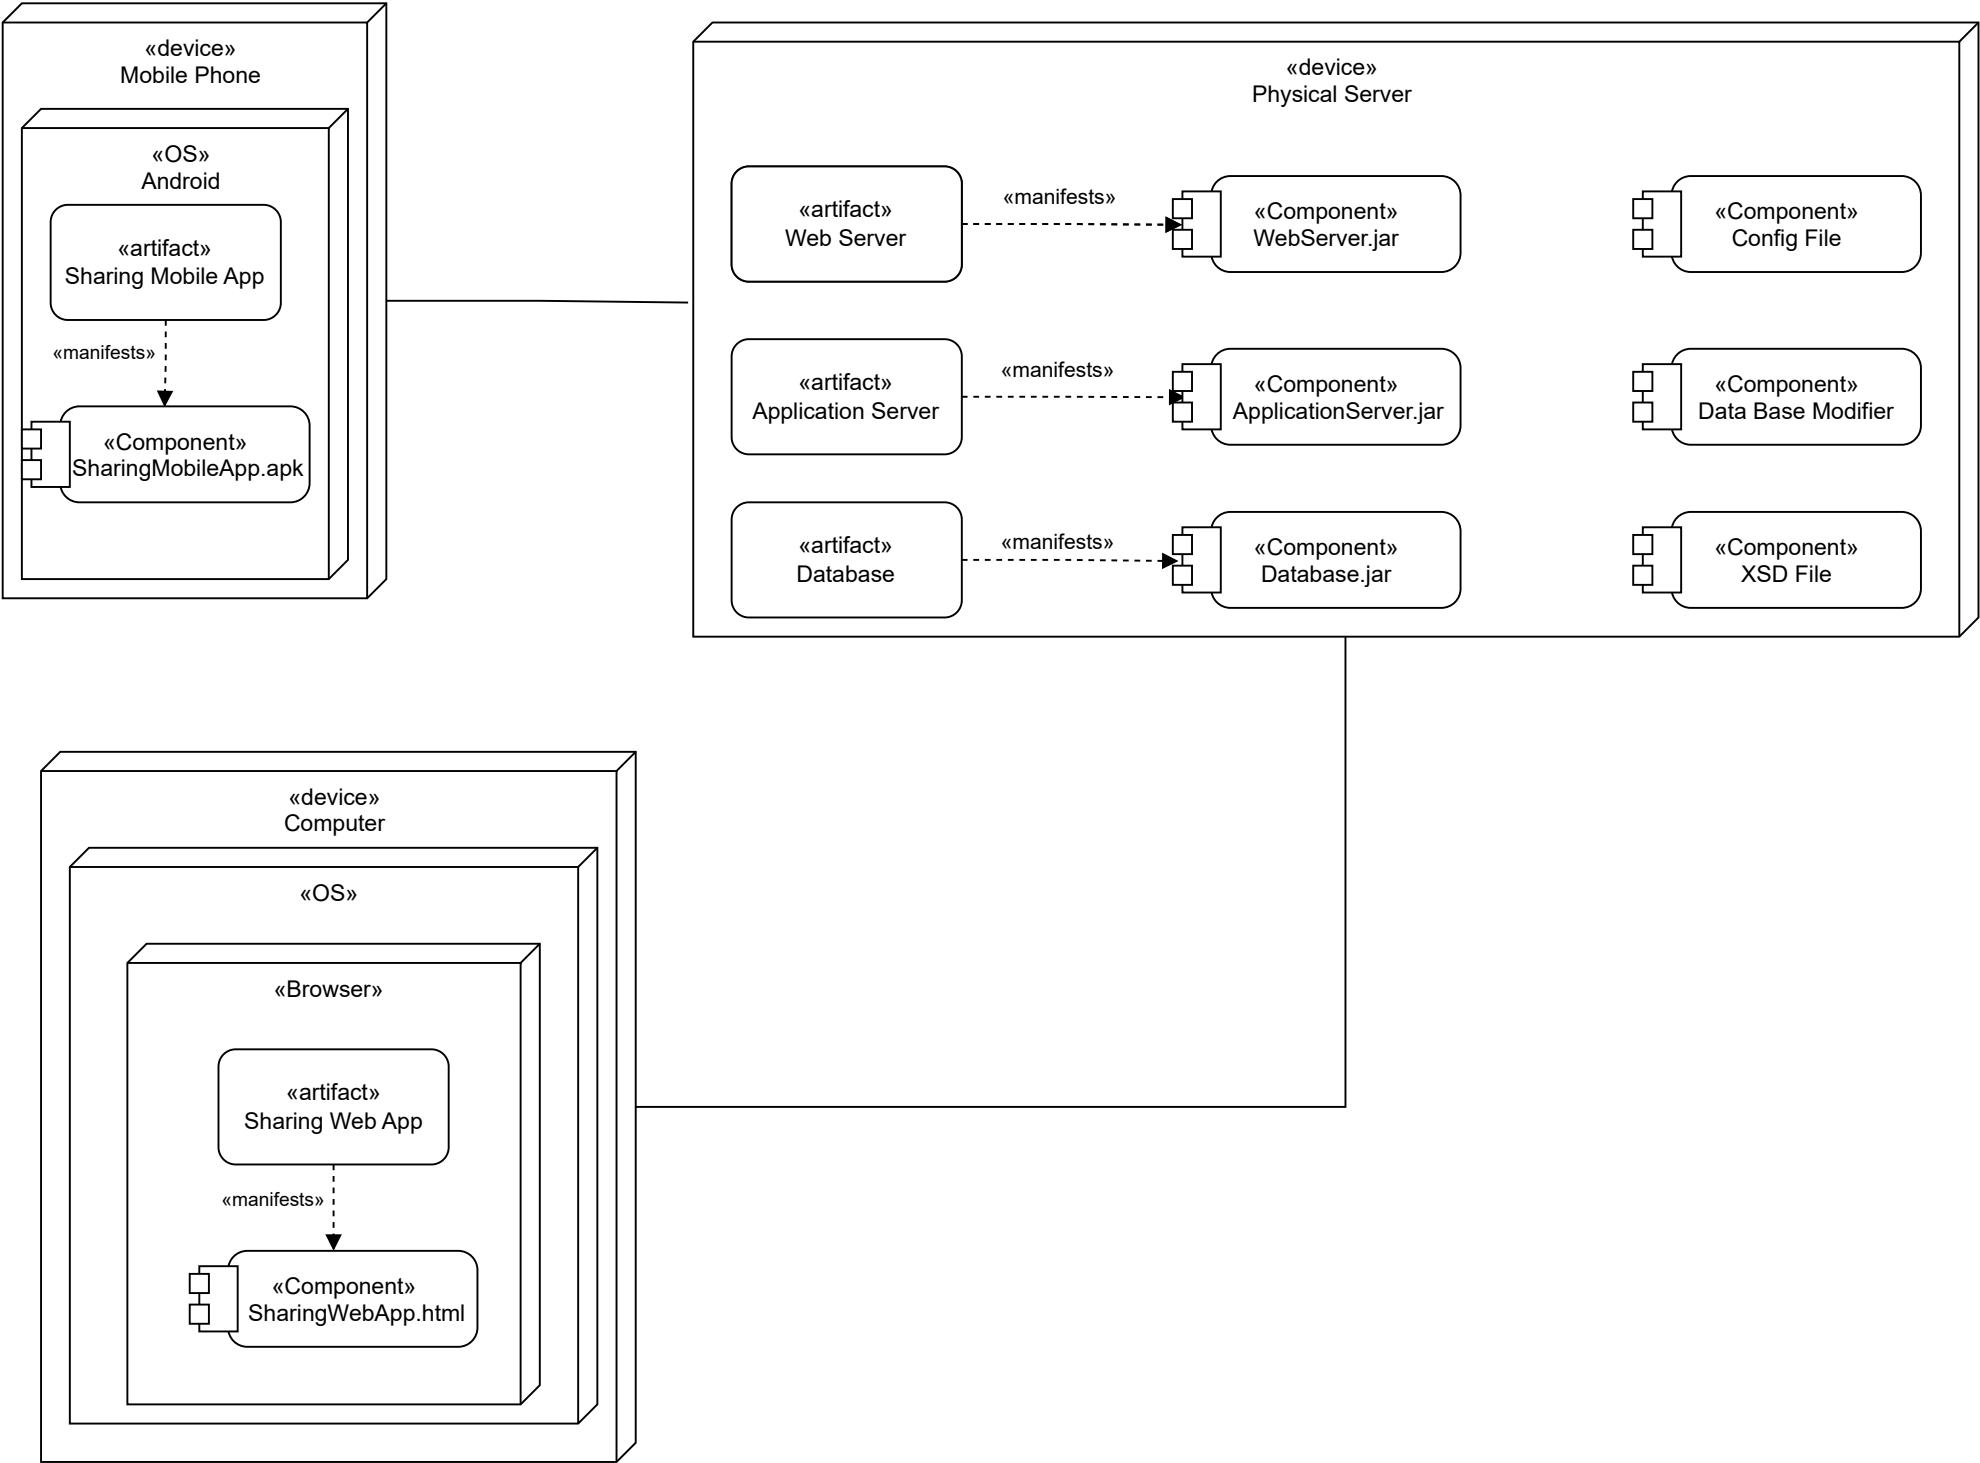 «device»
Mobile Phone
«OS»
Android
«artifact»
Sharing Mobile App
«manifests»
«Component»
SharingMobileApp.apk
«device»
Physical Server
«artifact»
Web Server
«manifests»
«Component»
WebServer.jar
«Component»
Config File
«artifact»
Application Server
«manifests»
«Component»
ApplicationServer.jar
«Component»
Data Base Modifier
«artifact»
Database
«manifests»
«Component»
Database.jar
«Component»
XSD File
«device»
Computer
«OS»
«Browser»
«artifact»
Sharing Web App
«manifests»
«Component»
SharingWebApp.html